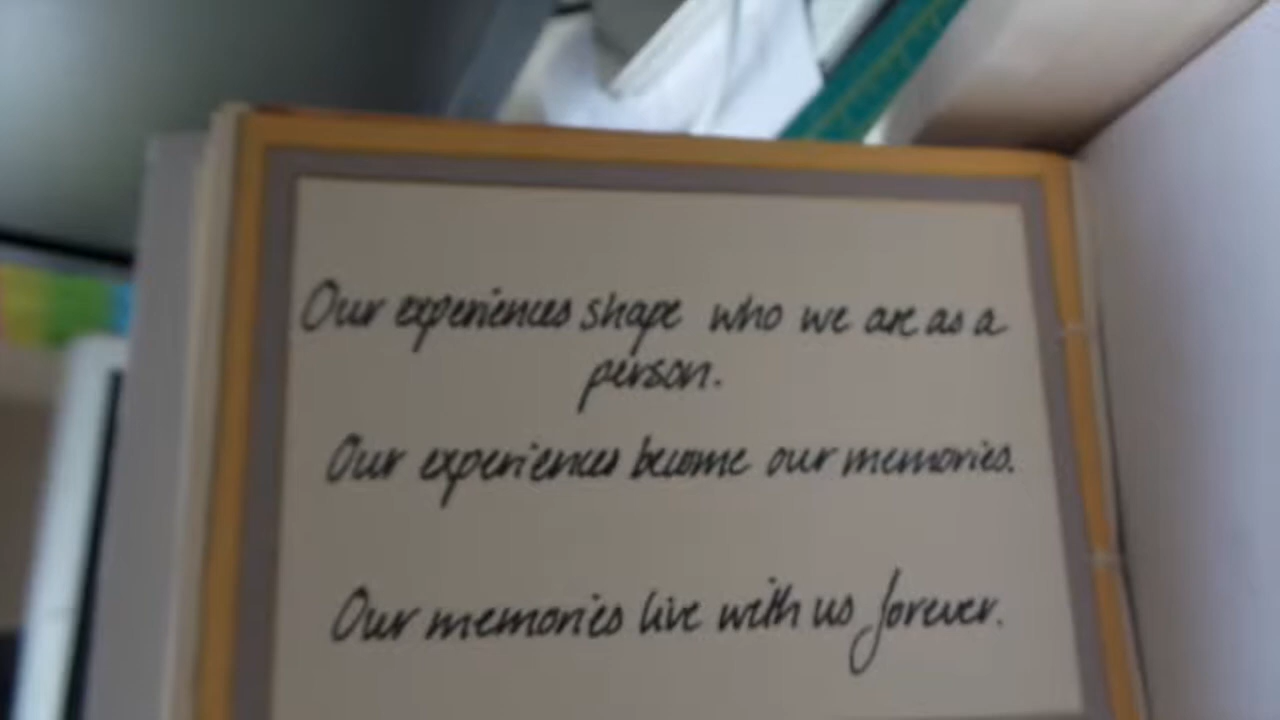 Our experiences shape who we are as a
person.
Our experiences become our memories.
Our memories live with us forever.